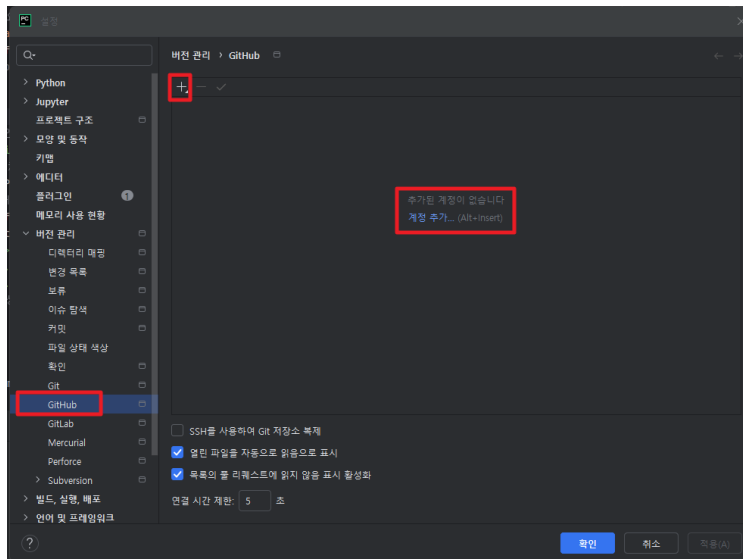 PC
설정
버전 관리 › GitHub
> Python
> Jupyter
프로젝트 구조
> 모양 및 동작
키맵
> 에디터
플러그인 1
메모리 사용 현황
버전 관리
디렉터리 매핑
변경 목록
보류
이슈 탐색
커밋
파일 상태 색상
확인
Git
GitHub
GitLab
Mercurial
Perforce
> Subversion
> 빌드, 실행, 배포
> 언어 및 프레임워크
추가된 계정이 없습니다
계정 추가... (Alt+Insert)
SSH를 사용하여 Git 저장소 복제
열린 파일을 자동으로 읽음으로 표시
목록의 풀 리퀘스트에 읽지 않음 표시 활성화
연결 시간 제한: 5 초
?
확인 취소 적용(A)